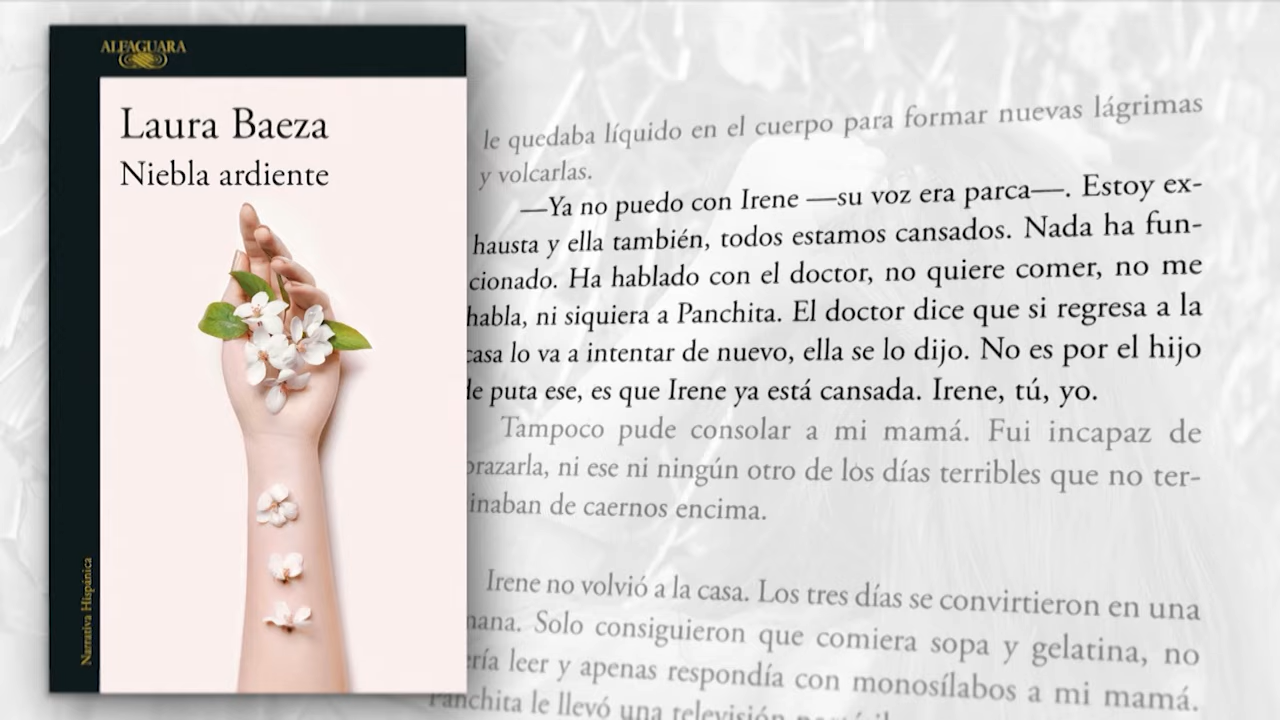 ALFAGUARA
Laura Baeza
Niebla ardiente
Narrativa Hispánica
le quedaba líquido en el cuerpo para formar nuevas lágrimas
y volcarlas.
—Ya no puedo con Irene —su voz era parca—. Estoy ex-
hausta y ella también, todos estamos cansados. Nada ha fun-
cionado. Ha hablado con el doctor, no quiere comer, no me
habla, ni siquiera a Panchita. El doctor dice que si regresa a la
casa lo va a intentar de nuevo, ella se lo dijo. No es por el hijo
de puta ese, es que Irene ya está cansada. Irene, tú, yo.
Tampoco pude consolar a mi mamá. Fui incapaz de
brazarla, ni ese ni ningún otro de los días terribles que no ter-
inaban de caernos encima.
Irene no volvió a la casa. Los tres días se convirtieron en una
mana. Solo consiguieron que comiera sopa y gelatina, no
ería leer y apenas respondía con monosílabos a mi mamá.
Panchita le llevó una televisión